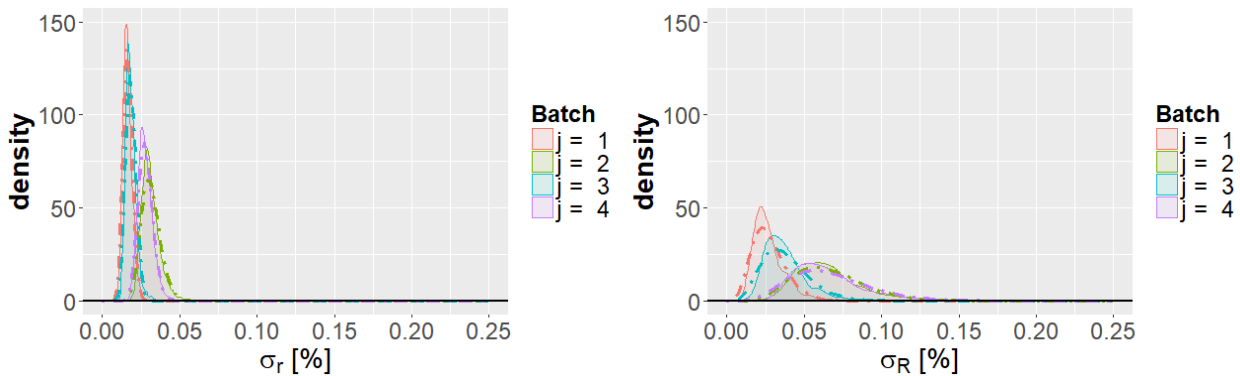 density
150
100
50
0
0.00 0.05 0.10 0.15 0.20 0.25
σr [%]
Batch
j = 1
j = 2
j = 3
j = 4
density
150
100
50
0
0.00 0.05 0.10 0.15 0.20 0.25
σR [%]
Batch
j = 1
j = 2
j = 3
j = 4